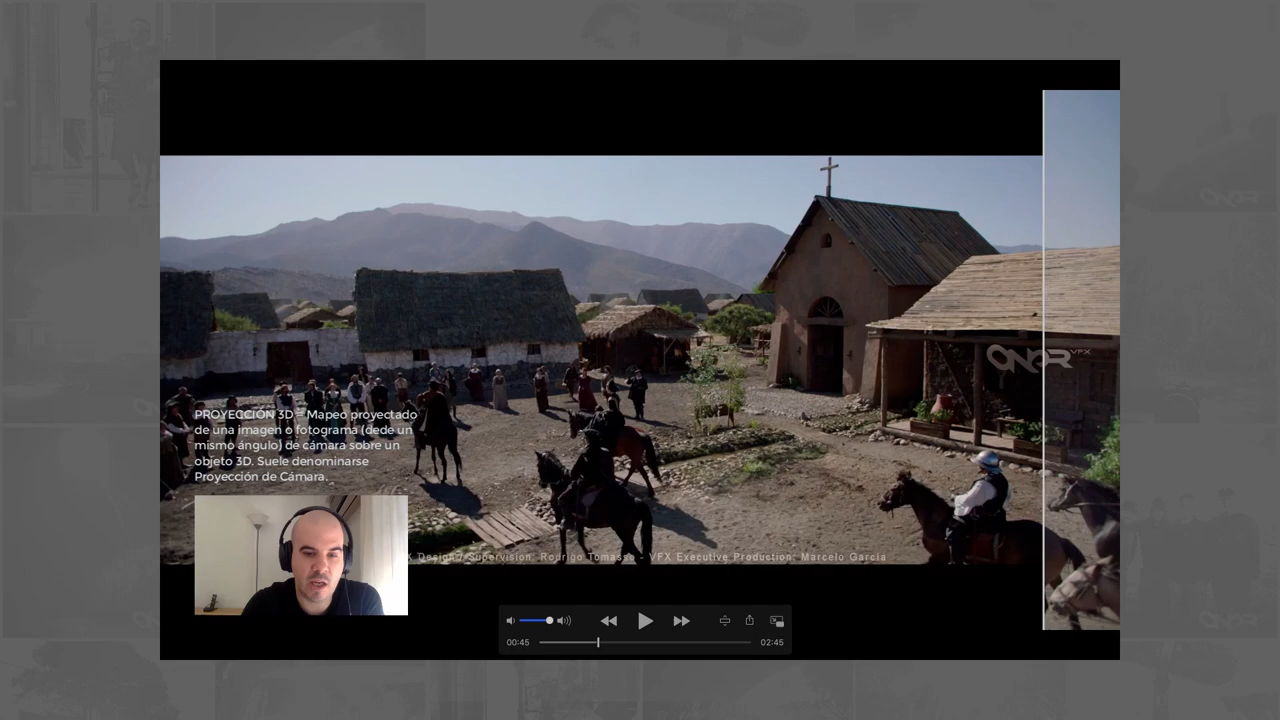 ONOR VFX
PROYECCIÓN 3D – Mapeo proyectado
de una imagen o fotograma (dede un
mismo ángulo) de cámara sobre un
objeto 3D. Suele denominarse
Proyección de Cámara.
X Design / Supervision: Rodrigo Tomasso - VFX Executive Production: Marcelo Garcia
00:45
02:45